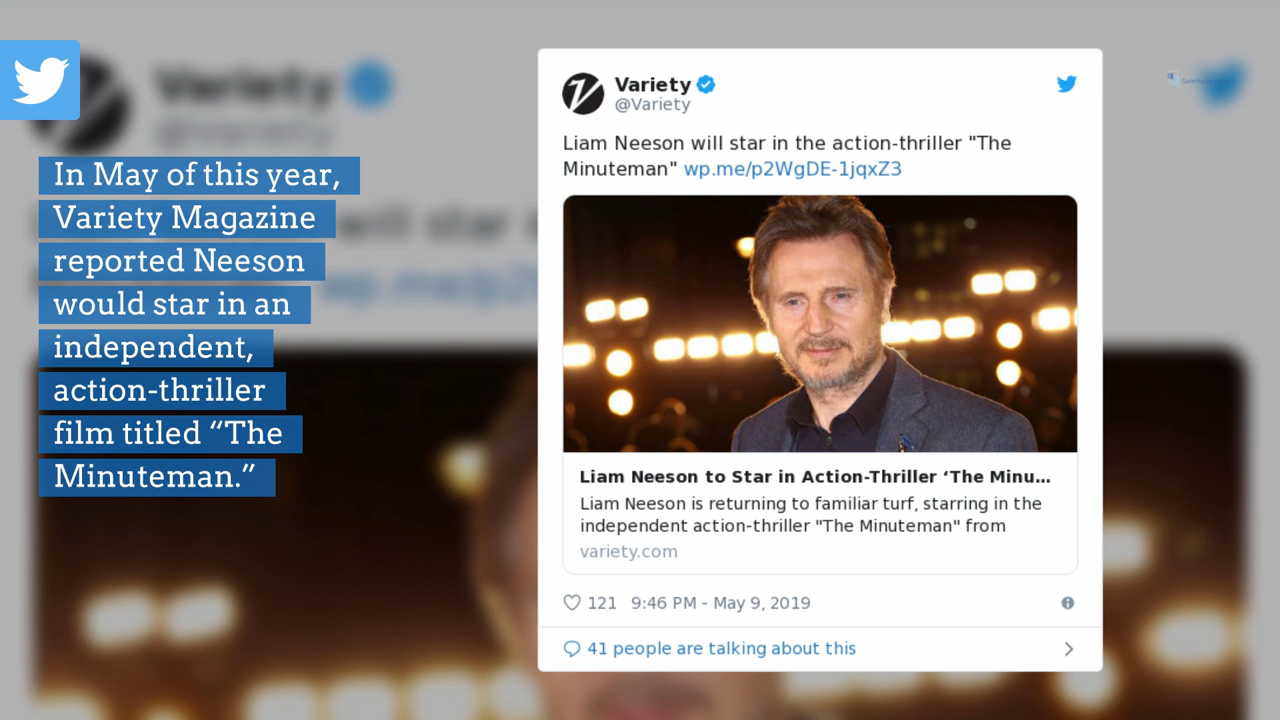 In May of this year,
Variety Magazine
reported Neeson
would star in an
independent,
action-thriller
film titled “The
Minuteman.”
Variety
@Variety
Liam Neeson will star in the action-thriller "The
Minuteman" wp.me/p2WgDE-1jqxZ3
Liam Neeson to Star in Action-Thriller ‘The Minu...
Liam Neeson is returning to familiar turf, starring in the
independent action-thriller "The Minuteman" from
variety.com
121 9:46 PM - May 9, 2019
41 people are talking about this